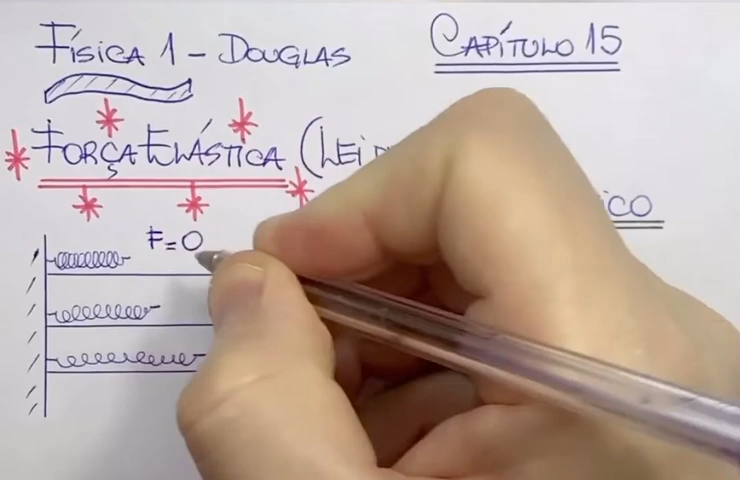 FÍSICA 1 - DOUGLAS
CAPÍTULO 15
FORÇA ELÁSTICA (LEI
F=0